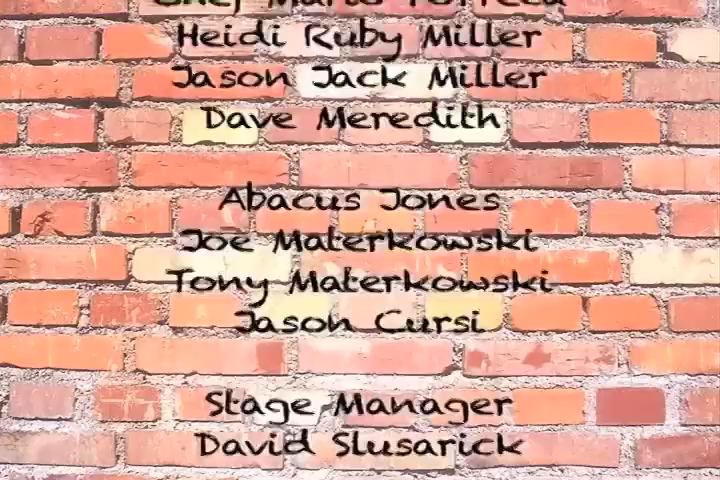 Heidi Ruby Miller
Jason Jack Miller
Dave Meredith
Abacus Jones
Joe Materkowski
Tony Materkowski
Jason Cursi
Stage Manager
David Slusarick